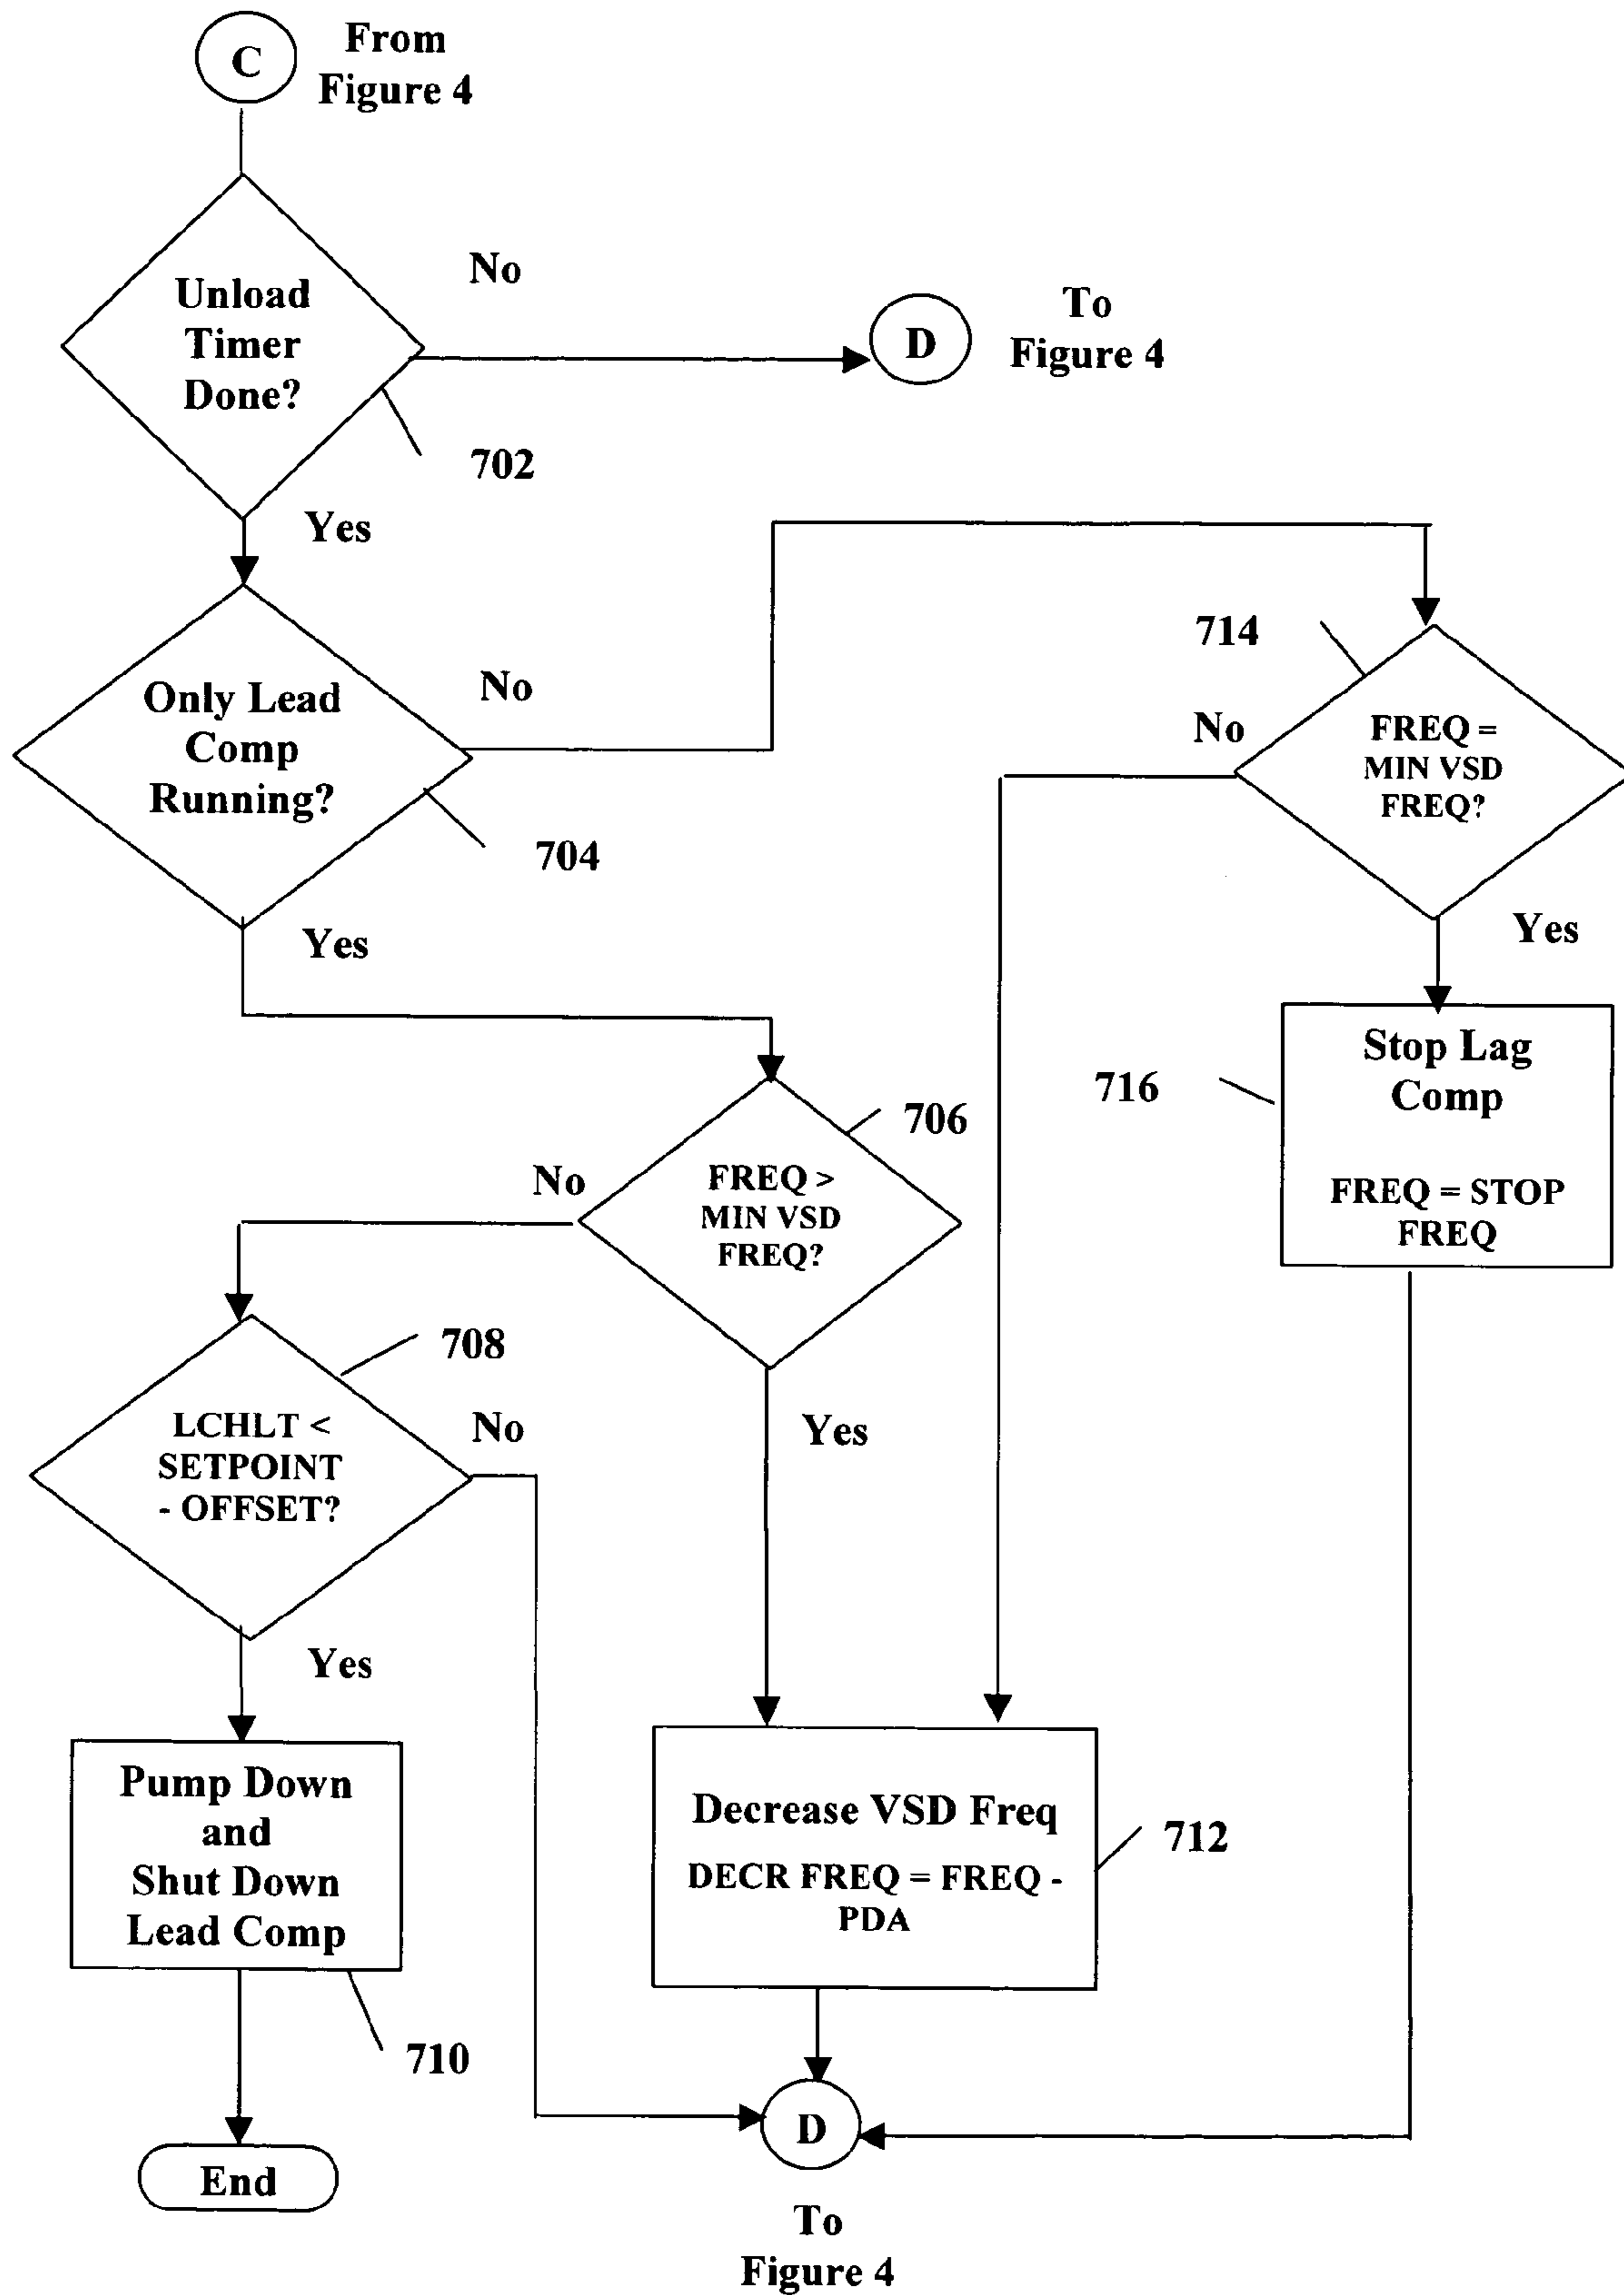 C
From
Figure 4
Unload
Timer
Done?
No
D
To
Figure 4
702
Yes
Only Lead
Comp
Running?
No
704
Yes
714
FREQ =
MIN VSD
FREQ?
No
Yes
Stop Lag
Comp
FREQ = STOP
FREQ
716
706
FREQ >
MIN VSD
FREQ?
No
Yes
708
LCHLT <
SETPOINT
- OFFSET?
No
Yes
Pump Down
and
Shut Down
Lead Comp
710
End
Decrease VSD Freq
DECR FREQ = FREQ -
PDA
712
D
To
Figure 4